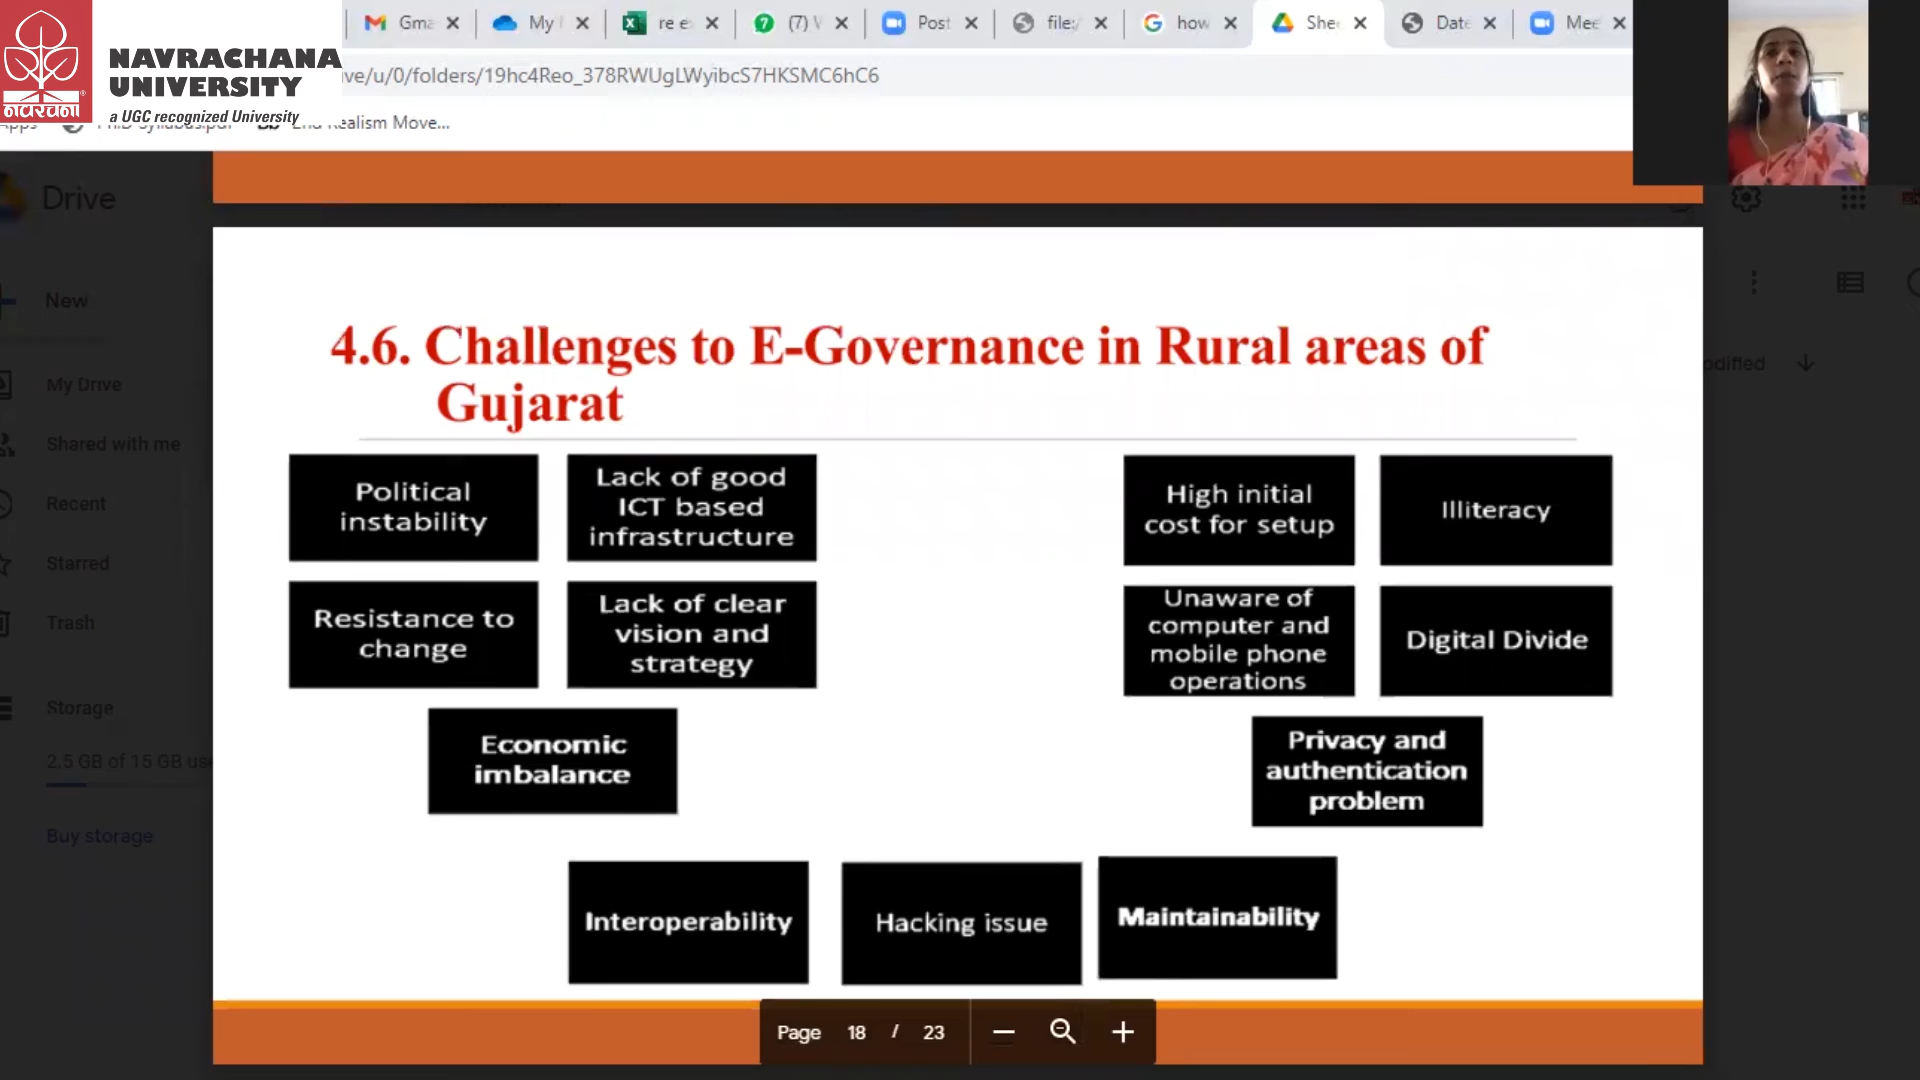 NAVRACHANA
UNIVERSITY
a UGC recognized University
નવરચના
Gma
My
re e
(7)
Post
file:/
how
She
Date
Mee
ve/u/0/folders/19hc4Reo_378RWUgLWyibcS7HKSMC6hC6
Realism Move...
Drive
New
My Drive
Shared with me
Recent
Starred
Trash
Storage
2.5 GB of 15 GB us
Buy storage
odified
4.6. Challenges to E-Governance in Rural areas of
Gujarat
Political
instability
Lack of good
ICT based
infrastructure
High initial
cost for setup
Illiteracy
Resistance to
change
Lack of clear
vision and
strategy
Unaware of
computer and
mobile phone
operations
Digital Divide
Economic
imbalance
Privacy and
authentication
problem
Interoperability
Hacking issue
Maintainability
Page 18 / 23